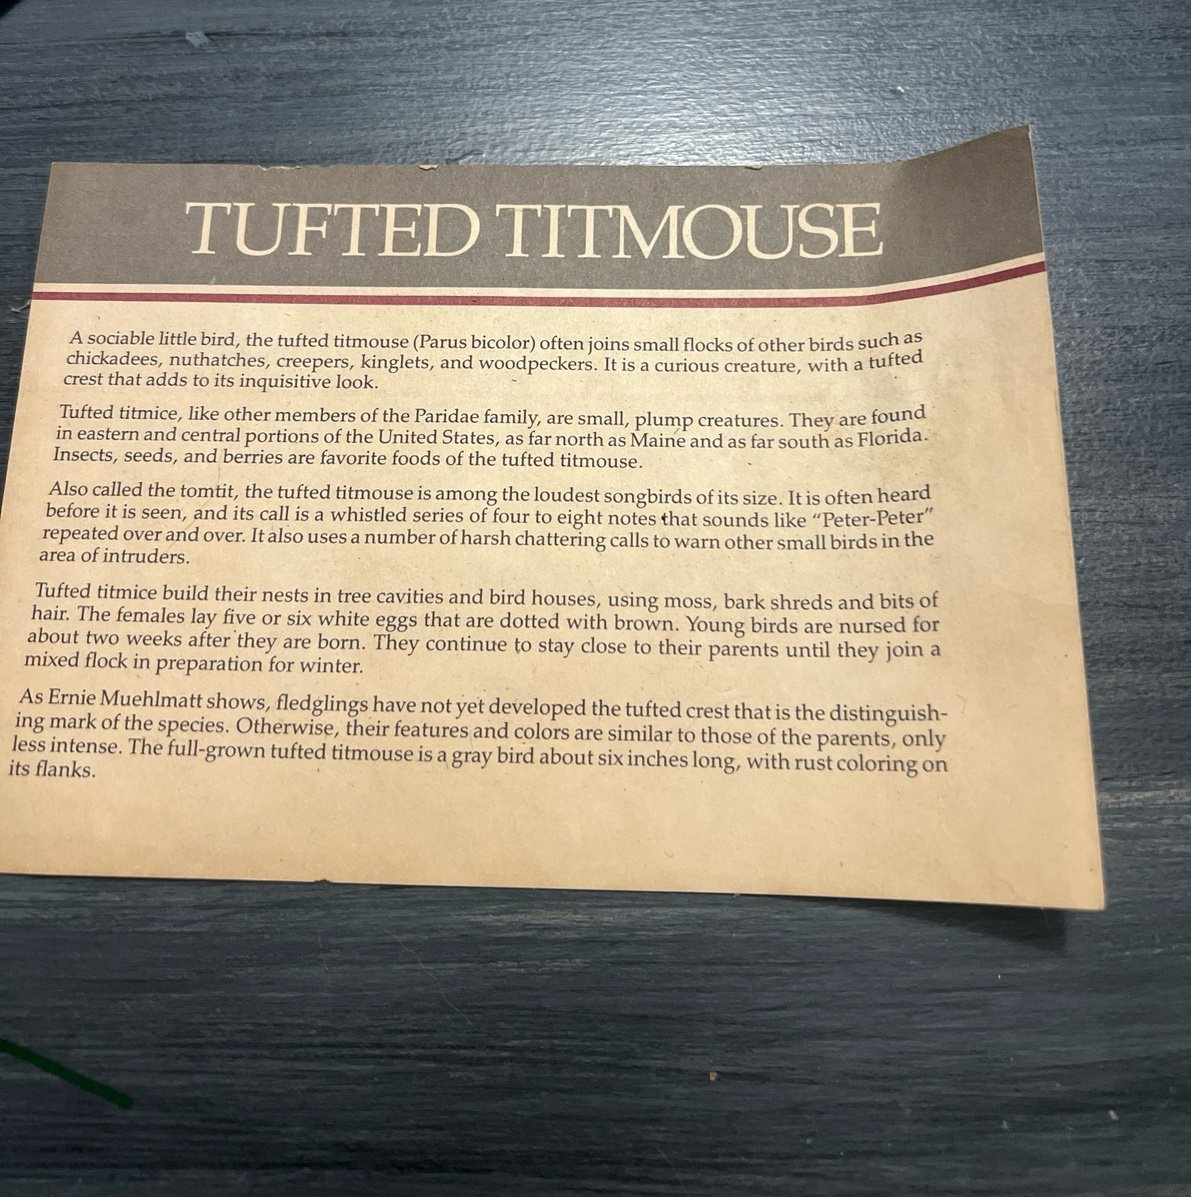 TUFTED TITMOUSE
A sociable little bird, the tufted titmouse (Parus bicolor) often joins small flocks of other birds such as
chickadees, nuthatches, creepers, kinglets, and woodpeckers. It is a curious creature, with a tufted
crest that adds to its inquisitive look.
Tufted titmice, like other members of the Paridae family, are small, plump creatures. They are found
in eastern and central portions of the United States, as far north as Maine and as far south as Florida.
Insects, seeds, and berries are favorite foods of the tufted titmouse.
Also called the tomtit, the tufted titmouse is among the loudest songbirds of its size. It is often heard
before it is seen, and its call is a whistled series of four to eight notes that sounds like “Peter-Peter”
repeated over and over. It also uses a number of harsh chattering calls to warn other small birds in the
area of intruders.
Tufted titmice build their nests in tree cavities and bird houses, using moss, bark shreds and bits of
hair. The females lay five or six white eggs that are dotted with brown. Young birds are nursed for
about two weeks after they are born. They continue to stay close to their parents until they join a
mixed flock in preparation for winter.
As Ernie Muehlmatt shows, fledglings have not yet developed the tufted crest that is the distinguish-
ing mark of the species. Otherwise, their features and colors are similar to those of the parents, only
less intense. The full-grown tufted titmouse is a gray bird about six inches long, with rust coloring on
its flanks.